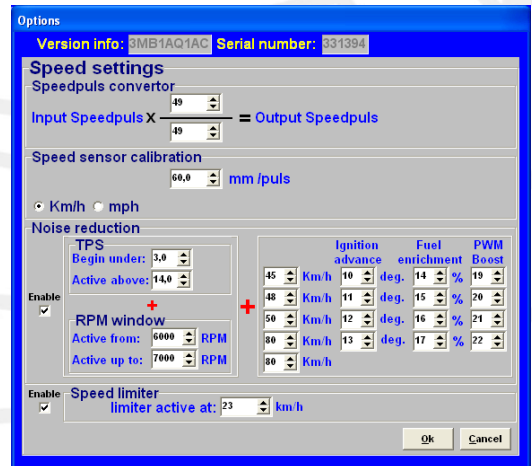 Options
Version info: 3MB1AQ1AC Serial number: 331394
Speed settings
Speedpuls convertor
49
Input Speedpuls X = Output Speedpuls
49
Speed sensor calibration
60,0 mm /puls
Km/h mph
Noise reduction
TPS
Begin under: 3,0
Active above: 14,0
Enable
+
RPM window
Active from: 6000 RPM
Active up to: 7000 RPM
+
Ignition advance Fuel enrichment PWM Boost
45 Km/h 10 deg. 14 % 19
48 Km/h 11 deg. 15 % 20
50 Km/h 12 deg. 16 % 21
80 Km/h 13 deg. 17 % 22
80 Km/h
Enable
Speed limiter
limiter active at: 23 km/h
Ok Cancel